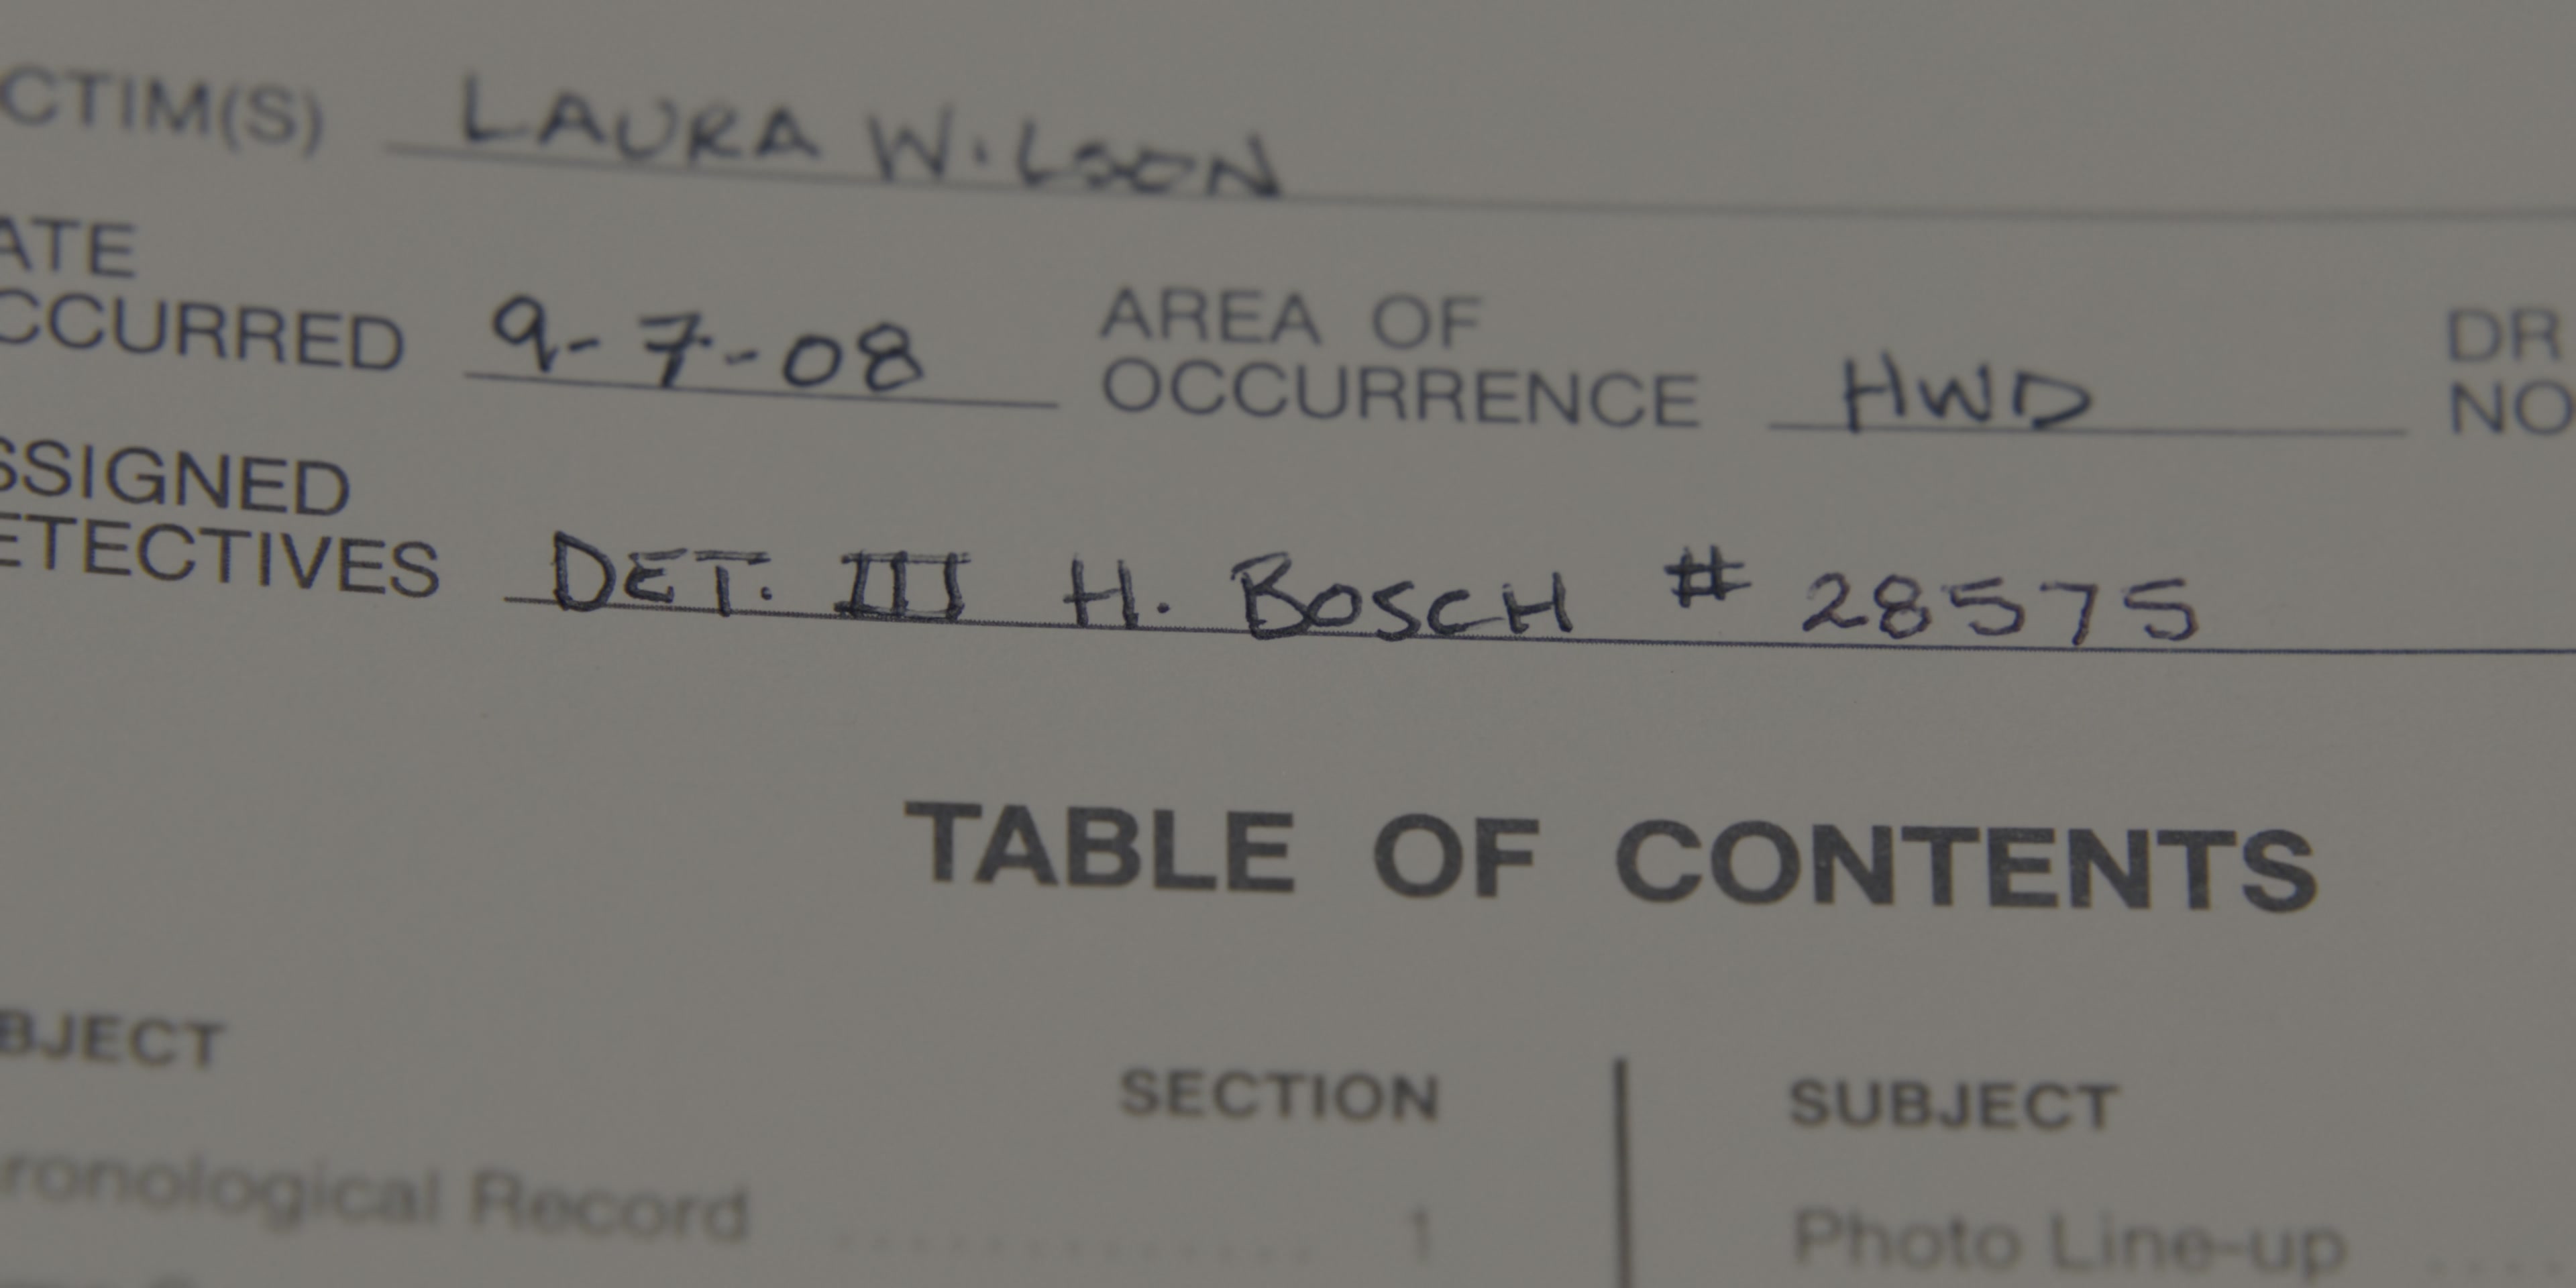 CTIM(S) LAURA WILSON
ATE
CCURRED 9-7-08 AREA OF OCCURRENCE HWD DR NO
SSIGNED
ETECTIVES DET. III H. BOSCH # 28575
TABLE OF CONTENTS
BJECT SECTION SUBJECT
ronological Record .............. 1 Photo Line-up ....